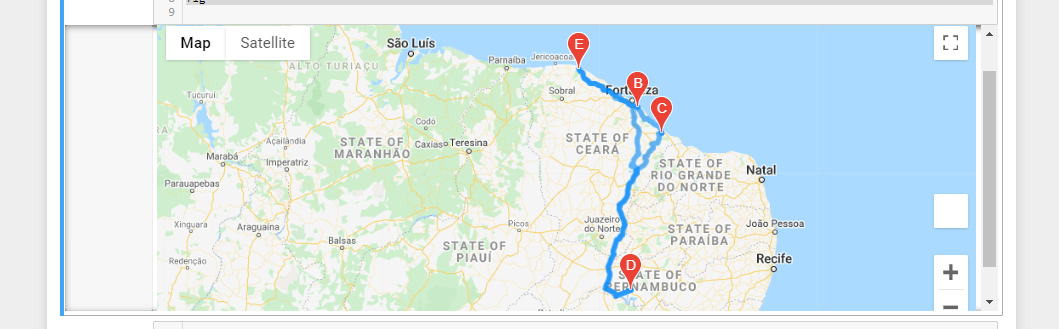 9
Map
Satellite
São Luís
E
Jericoacoa
ALTO TURIAÇU
Parnaíba
Tucuruí
Sobral
B
Fortaleza
C
Codó
STATE OF
CEARÁ
Açailândia
STATE OF
MARANHÃO
Caxias
Teresina
Marabá
Imperatriz
STATE OF
RIO GRANDE
DO NORTE
Natal
Parauapebas
Xinguara
Araguaína
Picos
Juazeiro
do Norte
João Pessoa
STATE OF
PARAÍBA
Balsas
STATE OF
PIAUÍ
Redenção
Recife
D
STATE OF
PERNAMBUCO
+
−